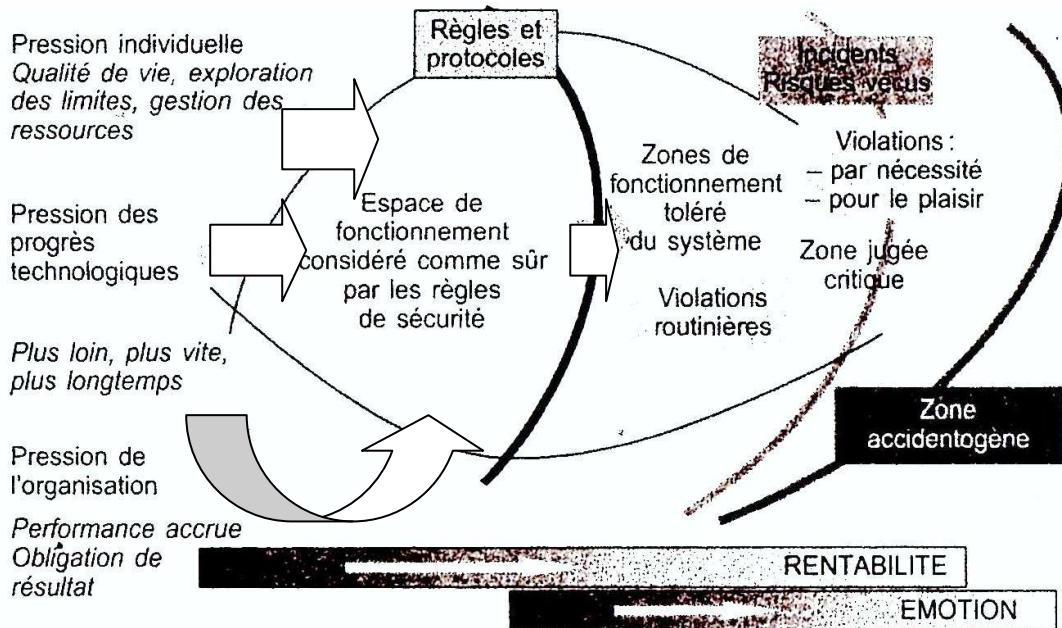 Pression individuelle
Qualité de vie, exploration
des limites, gestion des
ressources
Règles et
protocoles
Incidents
Risques vécus
Violations :
– par nécessité
– pour le plaisir
Zone jugée
critique
Zones de
fonctionnement
toléré
du système
Violations
routinières
Espace de
fonctionnement
considéré comme sûr
par les règles
de sécurité
Pression des
progrès
technologiques
Plus loin, plus vite,
plus longtemps
Zone
accidentogène
Pression de
l'organisation
Performance accrue
Obligation de
résultat
RENTABILITE
EMOTION